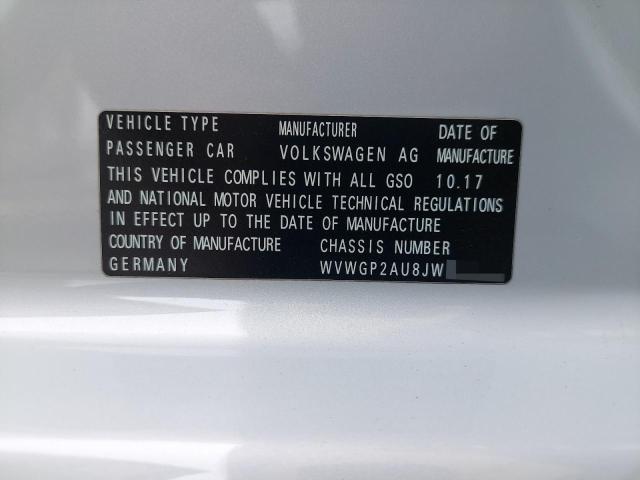 VEHICLE TYPE MANUFACTURER DATE OF
PASSENGER CAR VOLKSWAGEN AG MANUFACTURE
THIS VEHICLE COMPLIES WITH ALL GSO 10.17
AND NATIONAL MOTOR VEHICLE TECHNICAL REGULATIONS
IN EFFECT UP TO THE DATE OF MANUFACTURE
COUNTRY OF MANUFACTURE CHASSIS NUMBER
GERMANY WVWGP2AU8JW